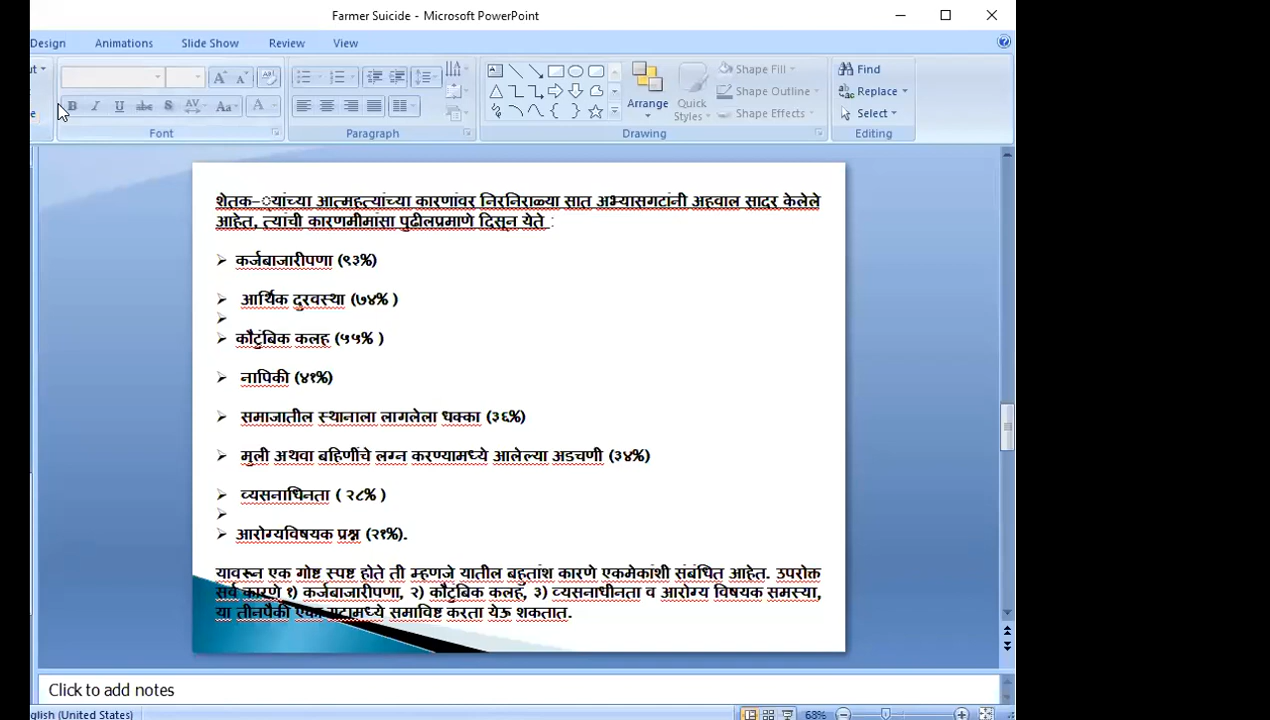 Farmer Suicide - Microsoft PowerPoint
Design Animations Slide Show Review View
Shape Fill Find
Arrange Quick Styles Shape Outline Replace
Shape Effects Select
Font Paragraph Drawing Editing
शेतक-्यांच्या आत्महत्यांच्या कारणांवर निरनिराळ्या सात अभ्यासगटांनी अहवाल सादर केलेले
आहेत, त्यांची कारणमीमांसा पुढीलप्रमाणे दिसून येते :
➢ कर्जबाजारीपणा (९३%)
➢ आर्थिक दुरवस्था (७४% )
➢
➢ कौटुंबिक कलह (५५% )
➢ नापिकी (४१%)
➢ समाजातील स्थानाला लागलेला धक्का (३६%)
➢ मुली अथवा बहिणींचे लग्न करण्यामध्ये आलेल्या अडचणी (३४%)
➢ व्यसनाधिनता ( २८% )
➢
➢ आरोग्यविषयक प्रश्न (२१%).
यावरून एक गोष्ट स्पष्ट होते ती म्हणजे यातील बहुतांश कारणे एकमेकांशी संबंधित आहेत. उपरोक्त
सर्व कारणे १) कर्जबाजारीपणा, २) कौटुंबिक कलह, ३) व्यसनाधीनता व आरोग्य विषयक समस्या,
या तीनपैकी एका गटामध्ये समाविष्ट करता येऊ शकतात.
Click to add notes
nglish (United States) 63%